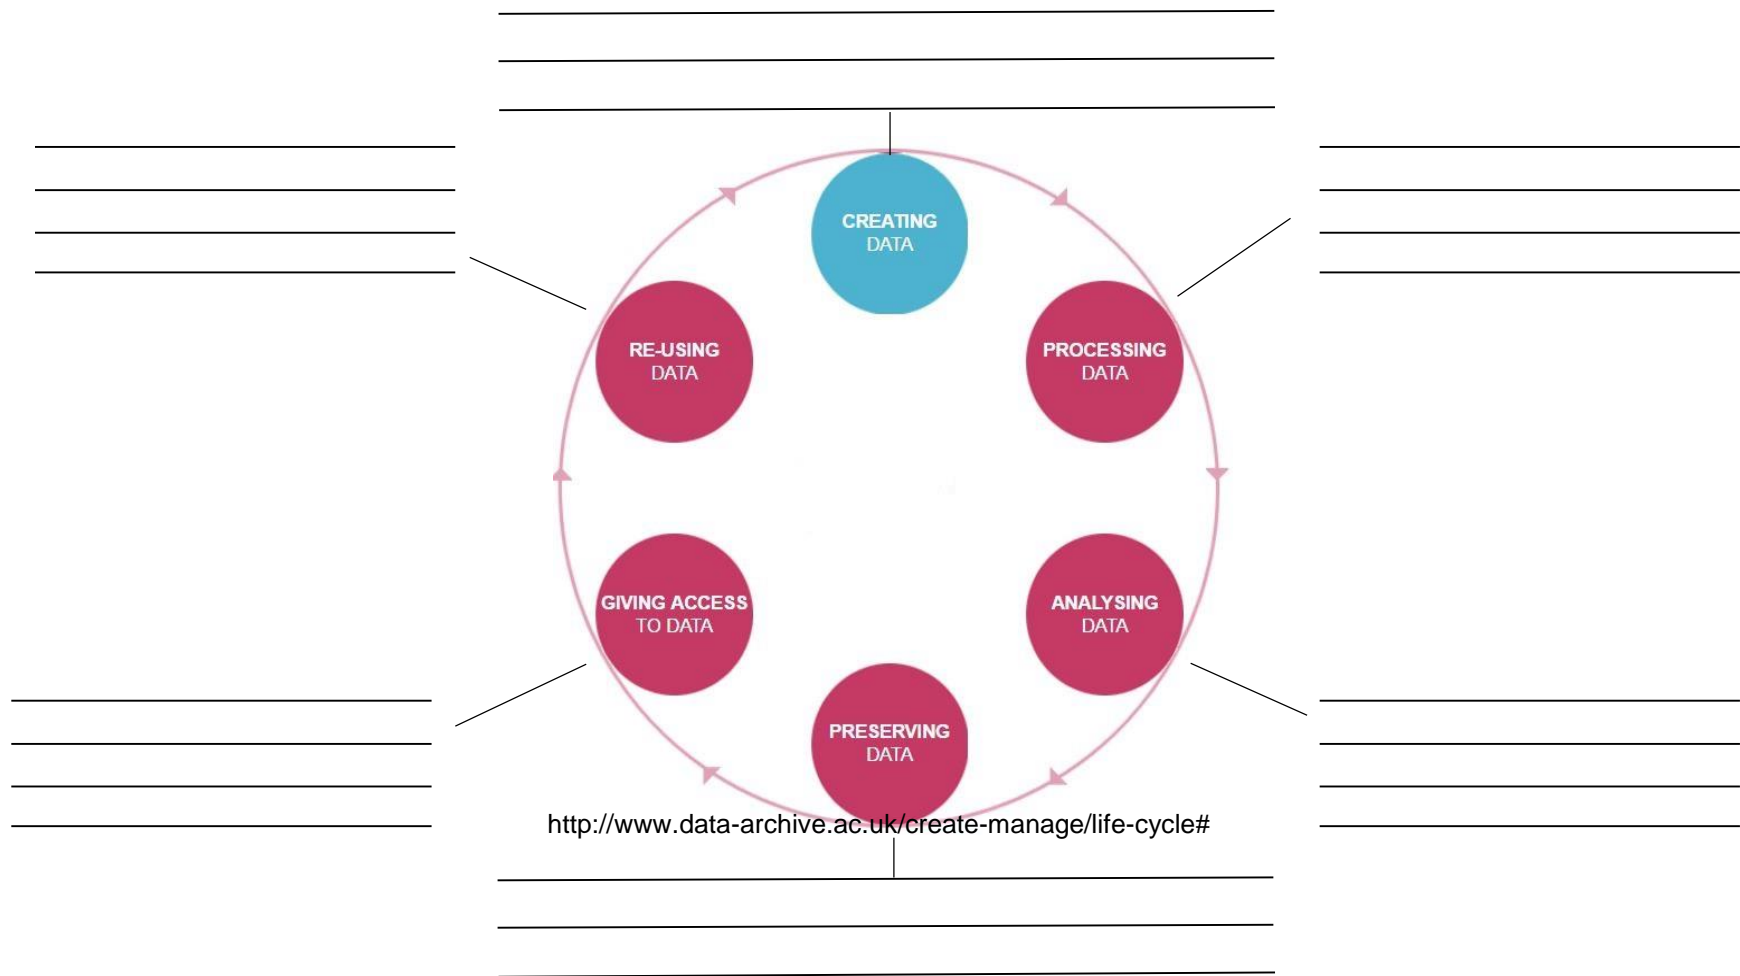 CREATING
DATA
RE-USING
DATA
PROCESSING
DATA
GIVING ACCESS
TO DATA
ANALYSING
DATA
PRESERVING
DATA
http://www.data-archive.ac.uk/create-manage/life-cycle#